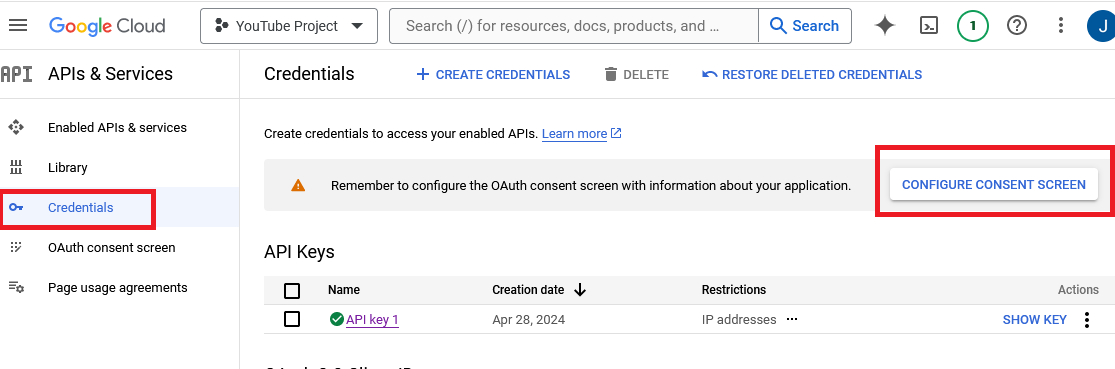 Google Cloud
YouTube Project
Search (/) for resources, docs, products, and …
Search
1
J
API
APIs & Services
Credentials
CREATE CREDENTIALS
DELETE
RESTORE DELETED CREDENTIALS
Enabled APIs & services
Library
Credentials
OAuth consent screen
Page usage agreements
Create credentials to access your enabled APIs. Learn more
Remember to configure the OAuth consent screen with information about your application.
CONFIGURE CONSENT SCREEN
API Keys
Name Creation date Restrictions Actions
API key 1 Apr 28, 2024 IP addresses ... SHOW KEY